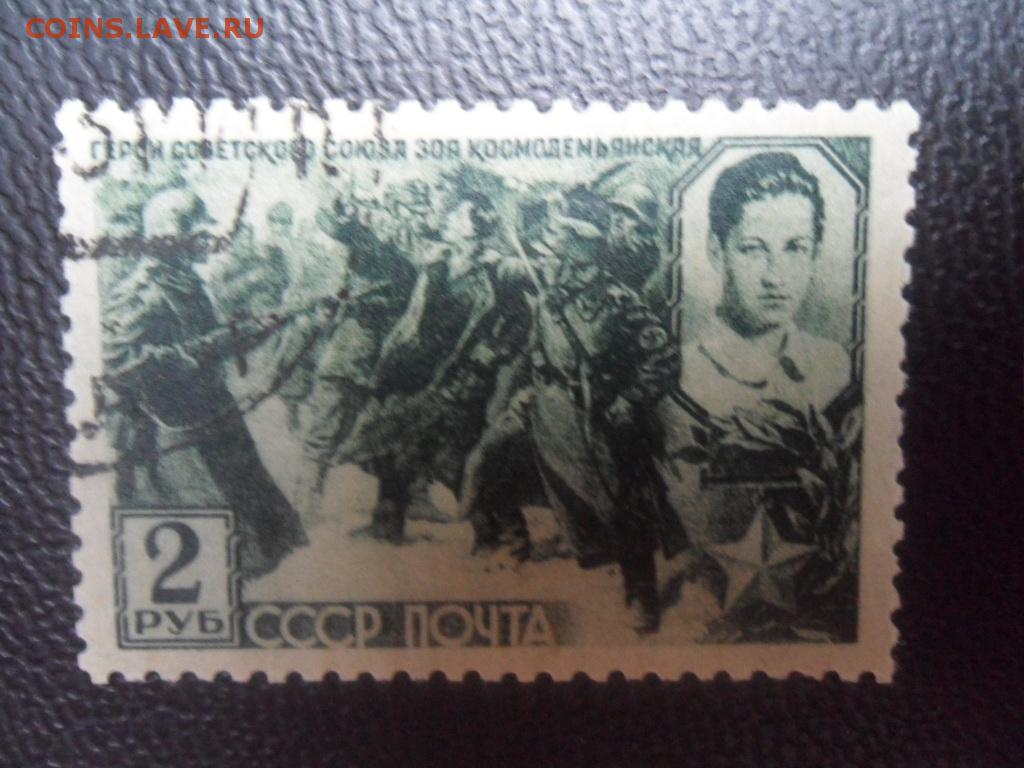 COINS.LAVE.RU
ГЕРОЙ СОВЕТСКОГО СОЮЗА ЗОЯ КОСМОДЕМЬЯНСКАЯ
2
РУБ
СССР ПОЧТА